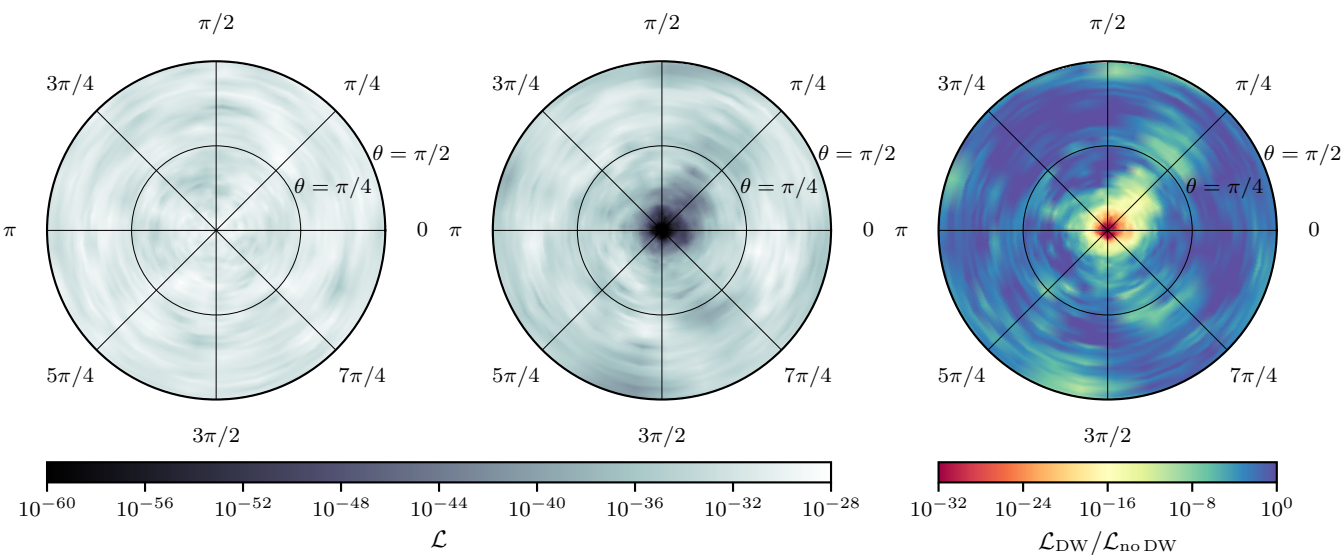 π/2 π/2 π/2
3π/4 π/4 3π/4 π/4 3π/4 π/4
θ = π/2 θ = π/2 θ = π/2
θ = π/4 θ = π/4 θ = π/4
π 0 π 0 π 0
5π/4 7π/4 5π/4 7π/4 5π/4 7π/4
3π/2 3π/2 3π/2
10⁻⁶⁰ 10⁻⁵⁶ 10⁻⁵² 10⁻⁴⁸ 10⁻⁴⁴ 10⁻⁴⁰ 10⁻³⁶ 10⁻³² 10⁻²⁸ 10⁻³² 10⁻²⁴ 10⁻¹⁶ 10⁻⁸ 10⁰
ℒ ℒ_DW/ℒ_no DW